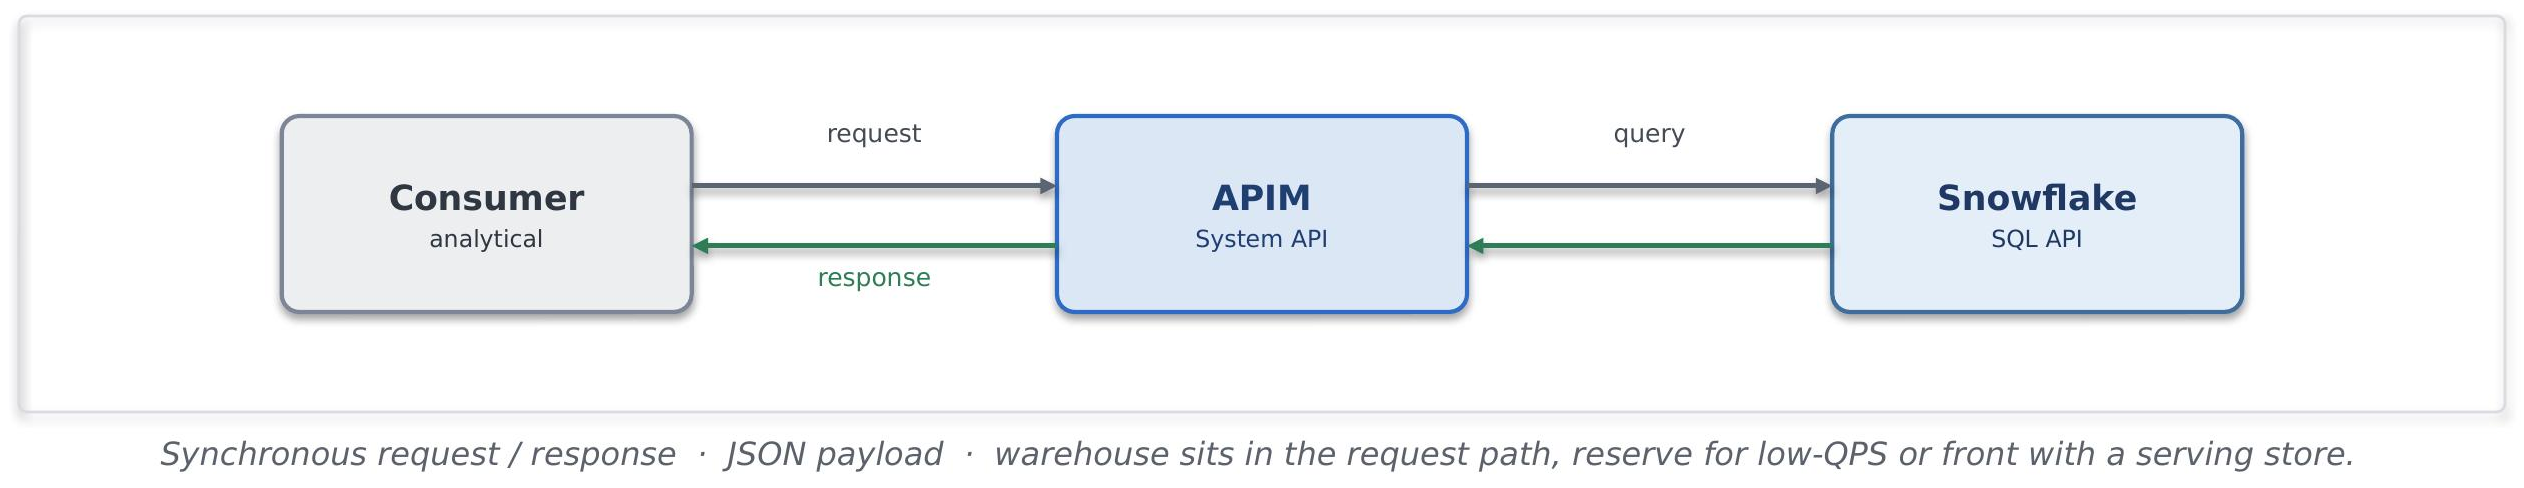 request
query
Consumer
analytical
APIM
System API
Snowflake
SQL API
response
Synchronous request / response · JSON payload · warehouse sits in the request path, reserve for low-QPS or front with a serving store.